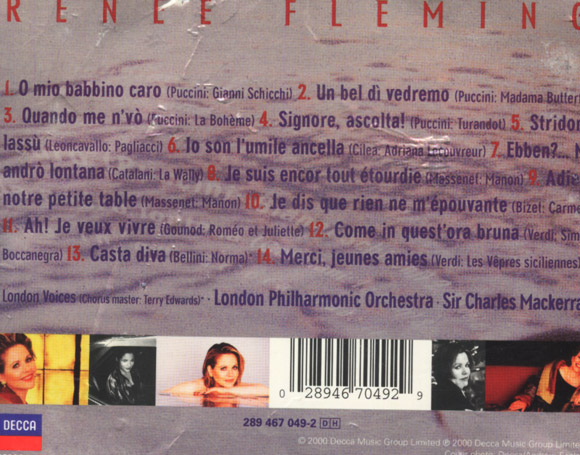 RENÉE FLEMING
1. O mio babbino caro (Puccini: Gianni Schicchi) 2. Un bel dì vedremo (Puccini: Madama Butterf
3. Quando me n'vò (Puccini: La Bohème) 4. Signore, ascolta! (Puccini: Turandot) 5. Stridon
lassù (Leoncavallo: Pagliacci) 6. Io son l'umile ancella (Cilea: Adriana Lecouvreur) 7. Ebben?... N
andrò lontana (Catalani: La Wally) 8. Je suis encor tout étourdie (Massenet: Manon) 9. Adie
notre petite table (Massenet: Manon) 10. Je dis que rien ne m'épouvante (Bizet: Carme
11. Ah! Je veux vivre (Gounod: Roméo et Juliette) 12. Come in quest'ora bruna (Verdi: Sim
Boccanegra) 13. Casta diva (Bellini: Norma)* 14. Merci, jeunes amies (Verdi: Les Vêpres siciliennes)
London Voices (Chorus master: Terry Edwards)* · London Philharmonic Orchestra · Sir Charles Mackerra
0 28946 70492 9
DECCA
289 467 049-2 DH
© 2000 Decca Music Group Limited ℗ 2000 Decca Music Group Limite